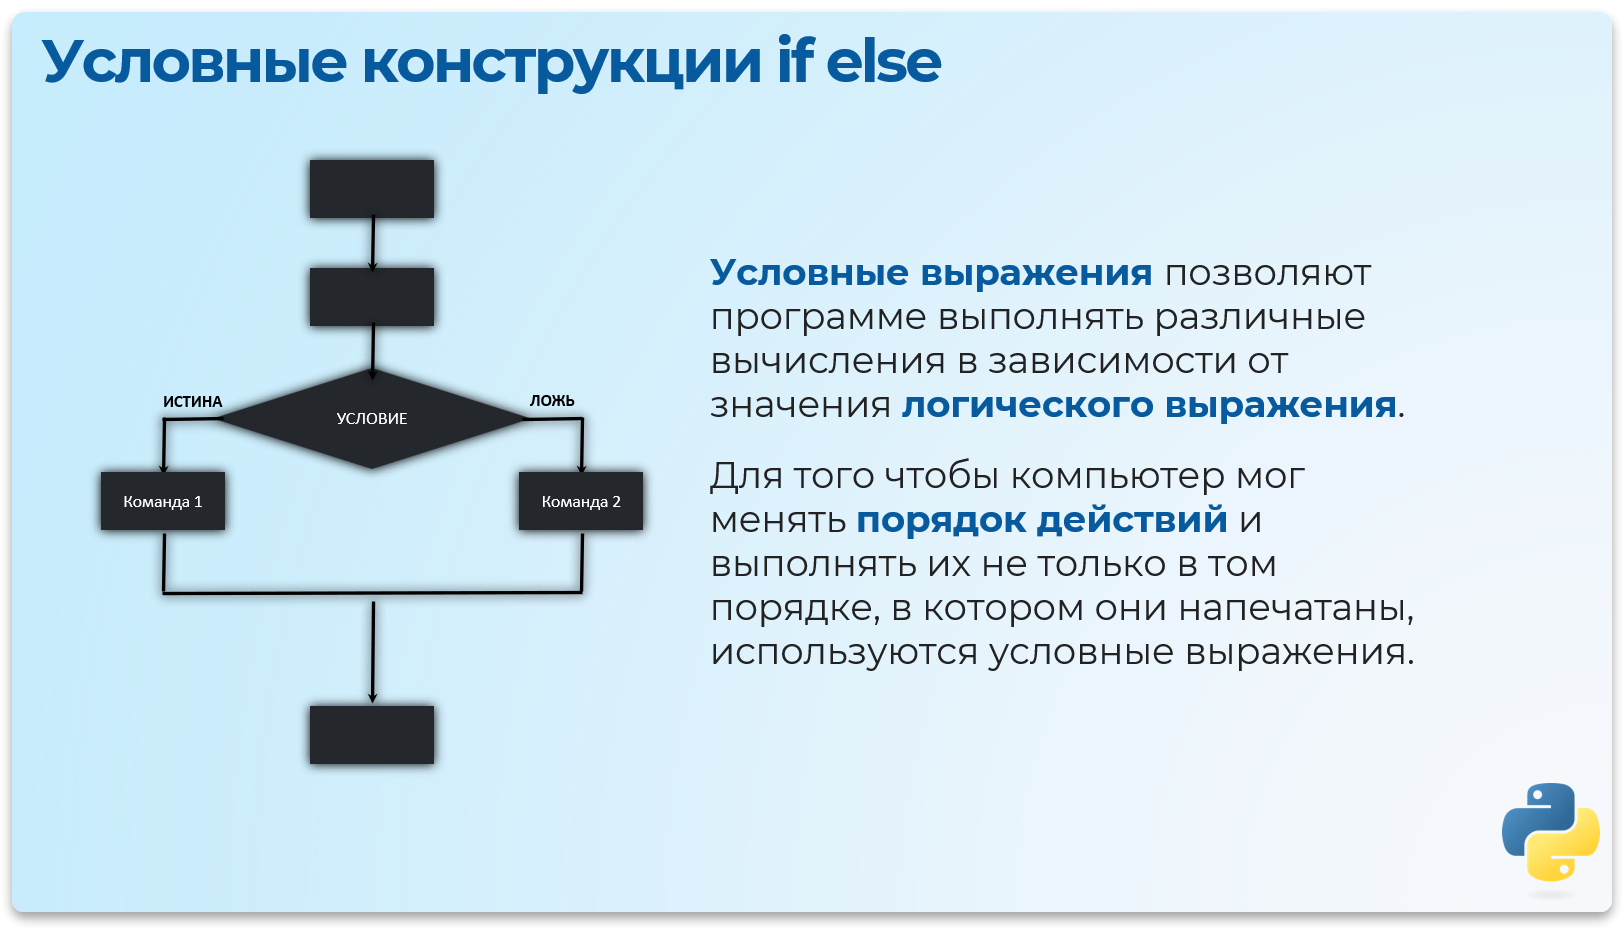 Условные конструкции if else
ИСТИНА
ЛОЖЬ
УСЛОВИЕ
Команда 1
Команда 2
Условные выражения позволяют
программе выполнять различные
вычисления в зависимости от
значения логического выражения.
Для того чтобы компьютер мог
менять порядок действий и
выполнять их не только в том
порядке, в котором они напечатаны,
используются условные выражения.